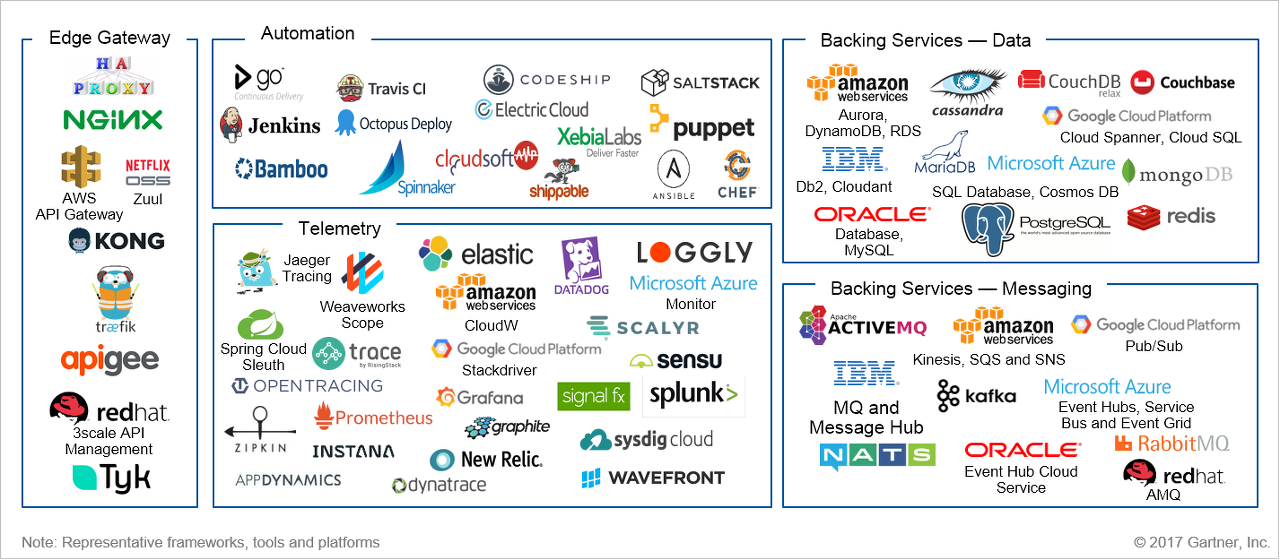 Edge Gateway
HA
PROXY
NGINX
AWS
API Gateway
NETFLIX
OSS
Zuul
KONG
træfik
apigee
redhat.
3scale API
Management
Tyk
Automation
go™
Continuous Delivery
Travis CI
CODESHIP
SALTSTACK
Jenkins
Octopus Deploy
Electric Cloud
XebiaLabs
Deliver Faster
puppet
Bamboo
Spinnaker
cloudsoft
shippable
ANSIBLE
CHEF
Telemetry
Jaeger
Tracing
Weaveworks
Scope
elastic
DATADOG
LOGGLY
amazon
web services
CloudW
Microsoft Azure
Monitor
Spring Cloud
Sleuth
trace
by RisingStack
Google Cloud Platform
Stackdriver
SCALYR
sensu
OPENTRACING
Grafana
signal fx
splunk>
ZIPKIN
Prometheus
graphite
sysdig cloud
INSTANA
New Relic.
APPDYNAMICS
dynatrace
WAVEFRONT
Backing Services — Data
amazon
web services
Aurora,
DynamoDB, RDS
cassandra
CouchDB
relax
Couchbase
Google Cloud Platform
Cloud Spanner, Cloud SQL
IBM.
Db2, Cloudant
MariaDB
Microsoft Azure
SQL Database, Cosmos DB
mongoDB
ORACLE®
Database,
MySQL
PostgreSQL
the world's most advanced open source database
redis
Backing Services — Messaging
Apache
ACTIVEMQ
amazon
web services
Kinesis, SQS and SNS
Google Cloud Platform
Pub/Sub
IBM.
MQ and
Message Hub
kafka
Microsoft Azure
Event Hubs, Service
Bus and Event Grid
NATS
ORACLE®
Event Hub Cloud
Service
RabbitMQ
redhat.
AMQ
Note: Representative frameworks, tools and platforms
© 2017 Gartner, Inc.